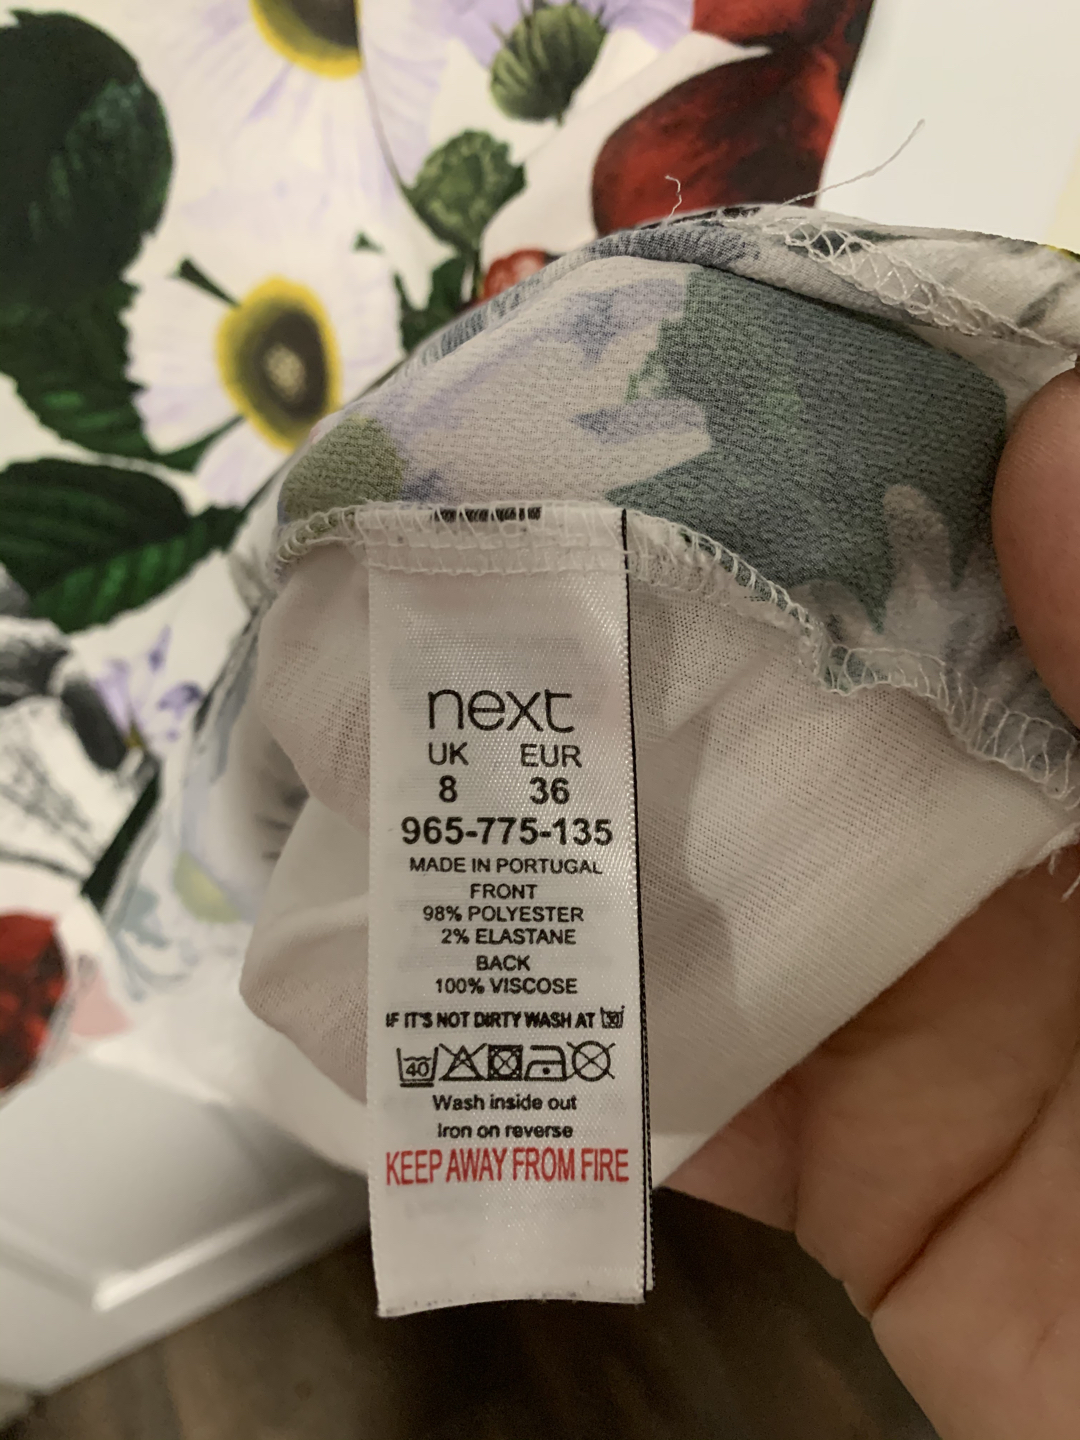 next
UK EUR
8 36
965-775-135
MADE IN PORTUGAL
FRONT
98% POLYESTER
2% ELASTANE
BACK
100% VISCOSE
IF IT'S NOT DIRTY WASH AT 30
40
Wash inside out
Iron on reverse
KEEP AWAY FROM FIRE